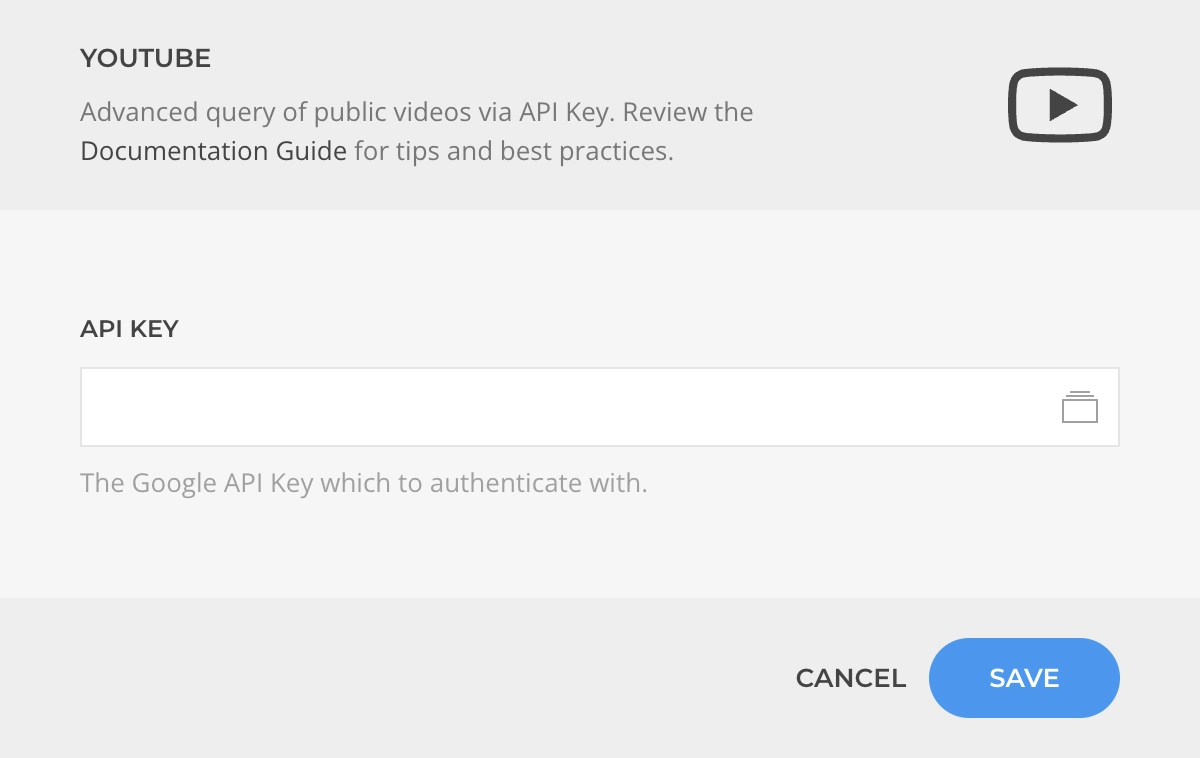 YOUTUBE
Advanced query of public videos via API Key. Review the
Documentation Guide for tips and best practices.
API KEY
The Google API Key which to authenticate with.
CANCEL SAVE